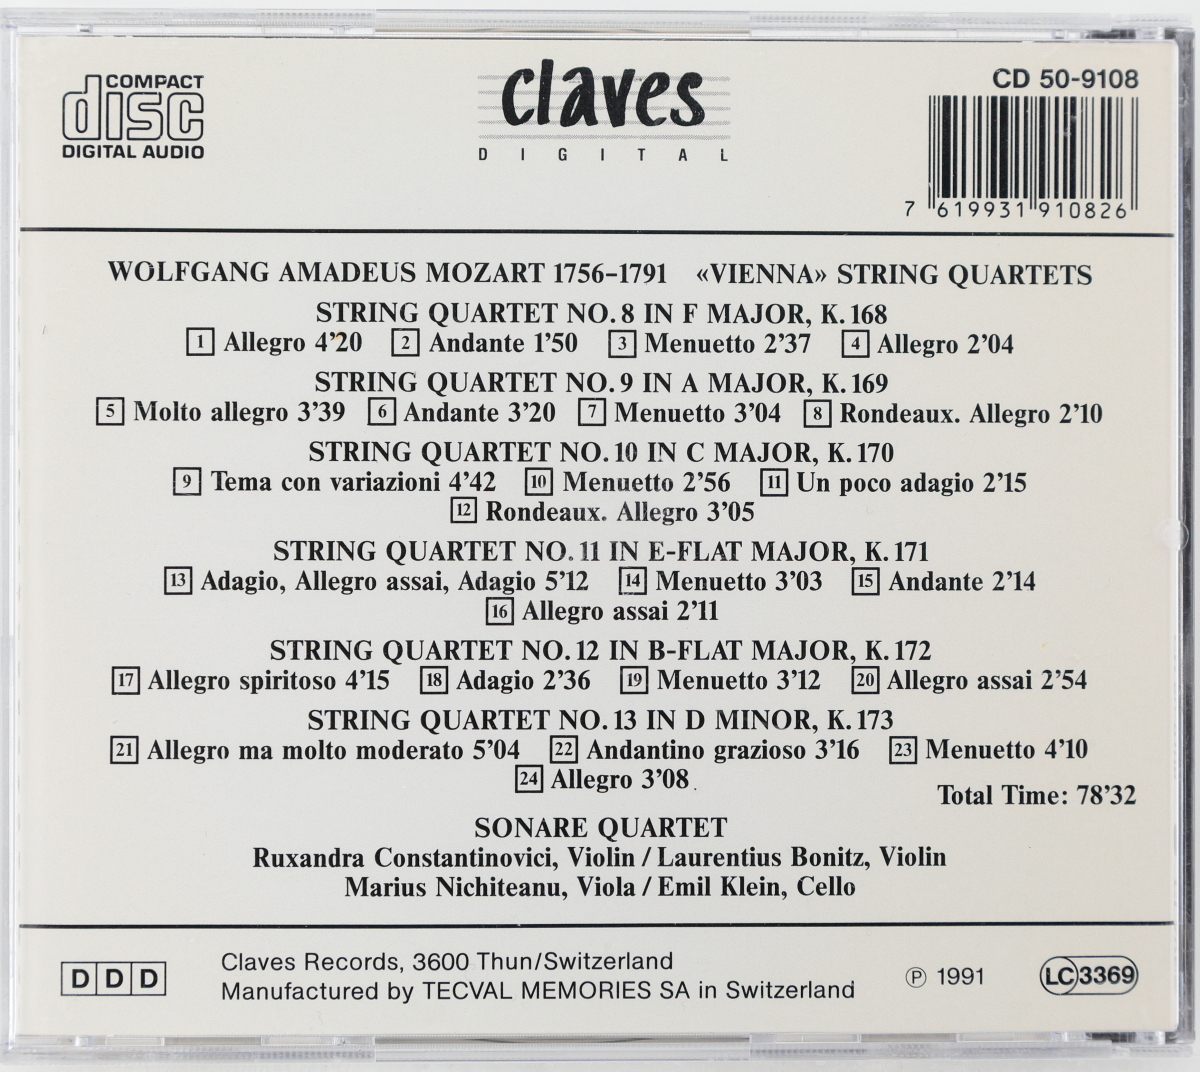 COMPACT
disc
DIGITAL AUDIO
claves
DIGITAL
CD 50-9108
7 619931 910826
WOLFGANG AMADEUS MOZART 1756–1791 «VIENNA» STRING QUARTETS
STRING QUARTET NO. 8 IN F MAJOR, K. 168
1 Allegro 4’20 2 Andante 1’50 3 Menuetto 2’37 4 Allegro 2’04
STRING QUARTET NO. 9 IN A MAJOR, K. 169
5 Molto allegro 3’39 6 Andante 3’20 7 Menuetto 3’04 8 Rondeaux. Allegro 2’10
STRING QUARTET NO. 10 IN C MAJOR, K. 170
9 Tema con variazioni 4’42 10 Menuetto 2’56 11 Un poco adagio 2’15
12 Rondeaux. Allegro 3’05
STRING QUARTET NO. 11 IN E-FLAT MAJOR, K. 171
13 Adagio, Allegro assai, Adagio 5’12 14 Menuetto 3’03 15 Andante 2’14
16 Allegro assai 2’11
STRING QUARTET NO. 12 IN B-FLAT MAJOR, K. 172
17 Allegro spiritoso 4’15 18 Adagio 2’36 19 Menuetto 3’12 20 Allegro assai 2’54
STRING QUARTET NO. 13 IN D MINOR, K. 173
21 Allegro ma molto moderato 5’04 22 Andantino grazioso 3’16 23 Menuetto 4’10
24 Allegro 3’08
Total Time: 78’32
SONARE QUARTET
Ruxandra Constantinovici, Violin / Laurentius Bonitz, Violin
Marius Nichiteanu, Viola / Emil Klein, Cello
DDD
Claves Records, 3600 Thun/Switzerland
Manufactured by TECVAL MEMORIES SA in Switzerland
℗ 1991
LC 3369